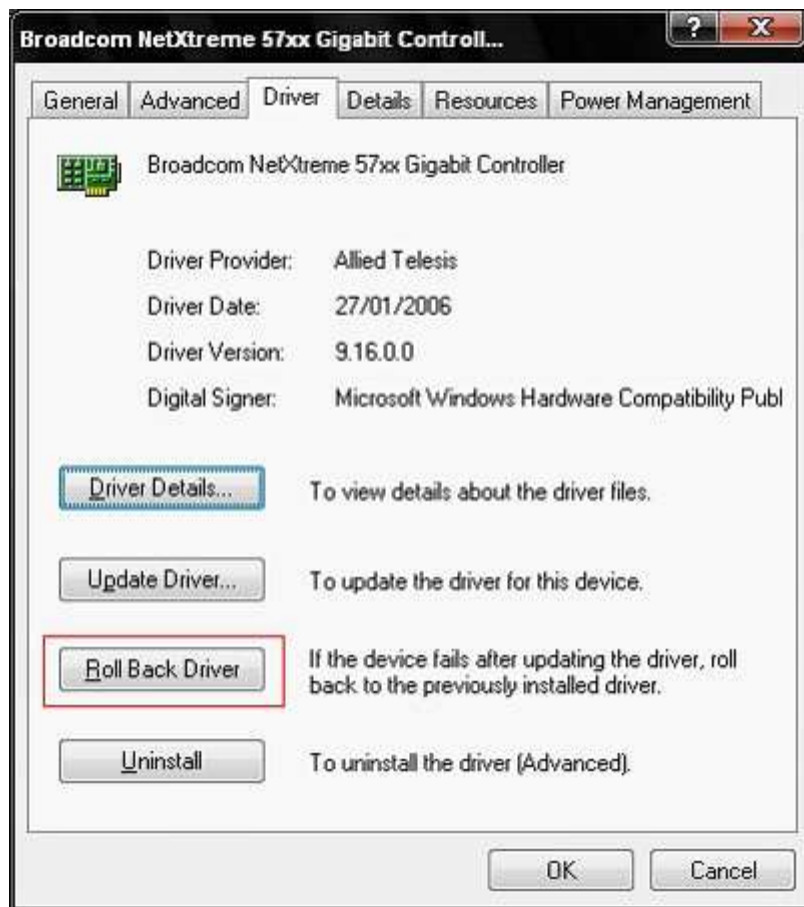 Broadcom NetXtreme 57xx Gigabit Controll...
General Advanced Driver Details Resources Power Management
Broadcom NetXtreme 57xx Gigabit Controller
Driver Provider: Allied Telesis
Driver Date: 27/01/2006
Driver Version: 9.16.0.0
Digital Signer: Microsoft Windows Hardware Compatibility Publ
Driver Details... To view details about the driver files.
Update Driver... To update the driver for this device.
Roll Back Driver If the device fails after updating the driver, roll
back to the previously installed driver.
Uninstall To uninstall the driver (Advanced).
OK Cancel